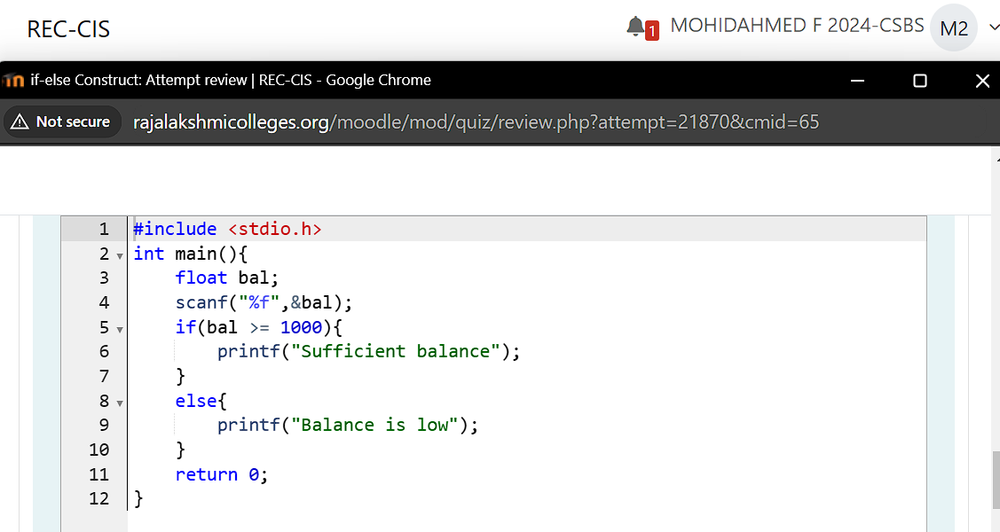 REC-CIS
1
MOHIDAHMED F 2024-CSBS
M2
if-else Construct: Attempt review | REC-CIS - Google Chrome
Not secure
rajalakshmicolleges.org/moodle/mod/quiz/review.php?attempt=21870&cmid=65
1 #include <stdio.h>
2 int main(){
3     float bal;
4     scanf("%f",&bal);
5     if(bal >= 1000){
6         printf("Sufficient balance");
7     }
8     else{
9         printf("Balance is low");
10     }
11     return 0;
12 }